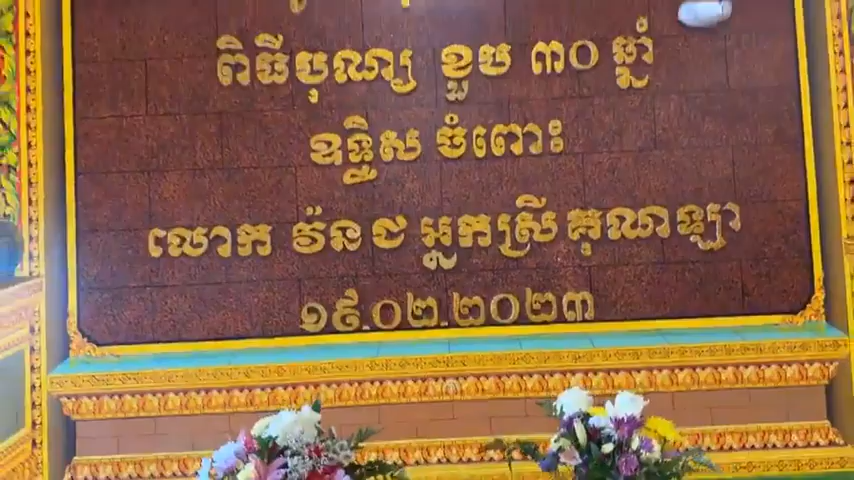 ពិធីបុណ្យ ខួប ៣០ ឆ្នាំ
ឧទ្ទិស ចំពោះ
លោក វ៉ន ជូ អ្នក ស្រី គួ ណា ឡា
១៩.០២.២០២៣